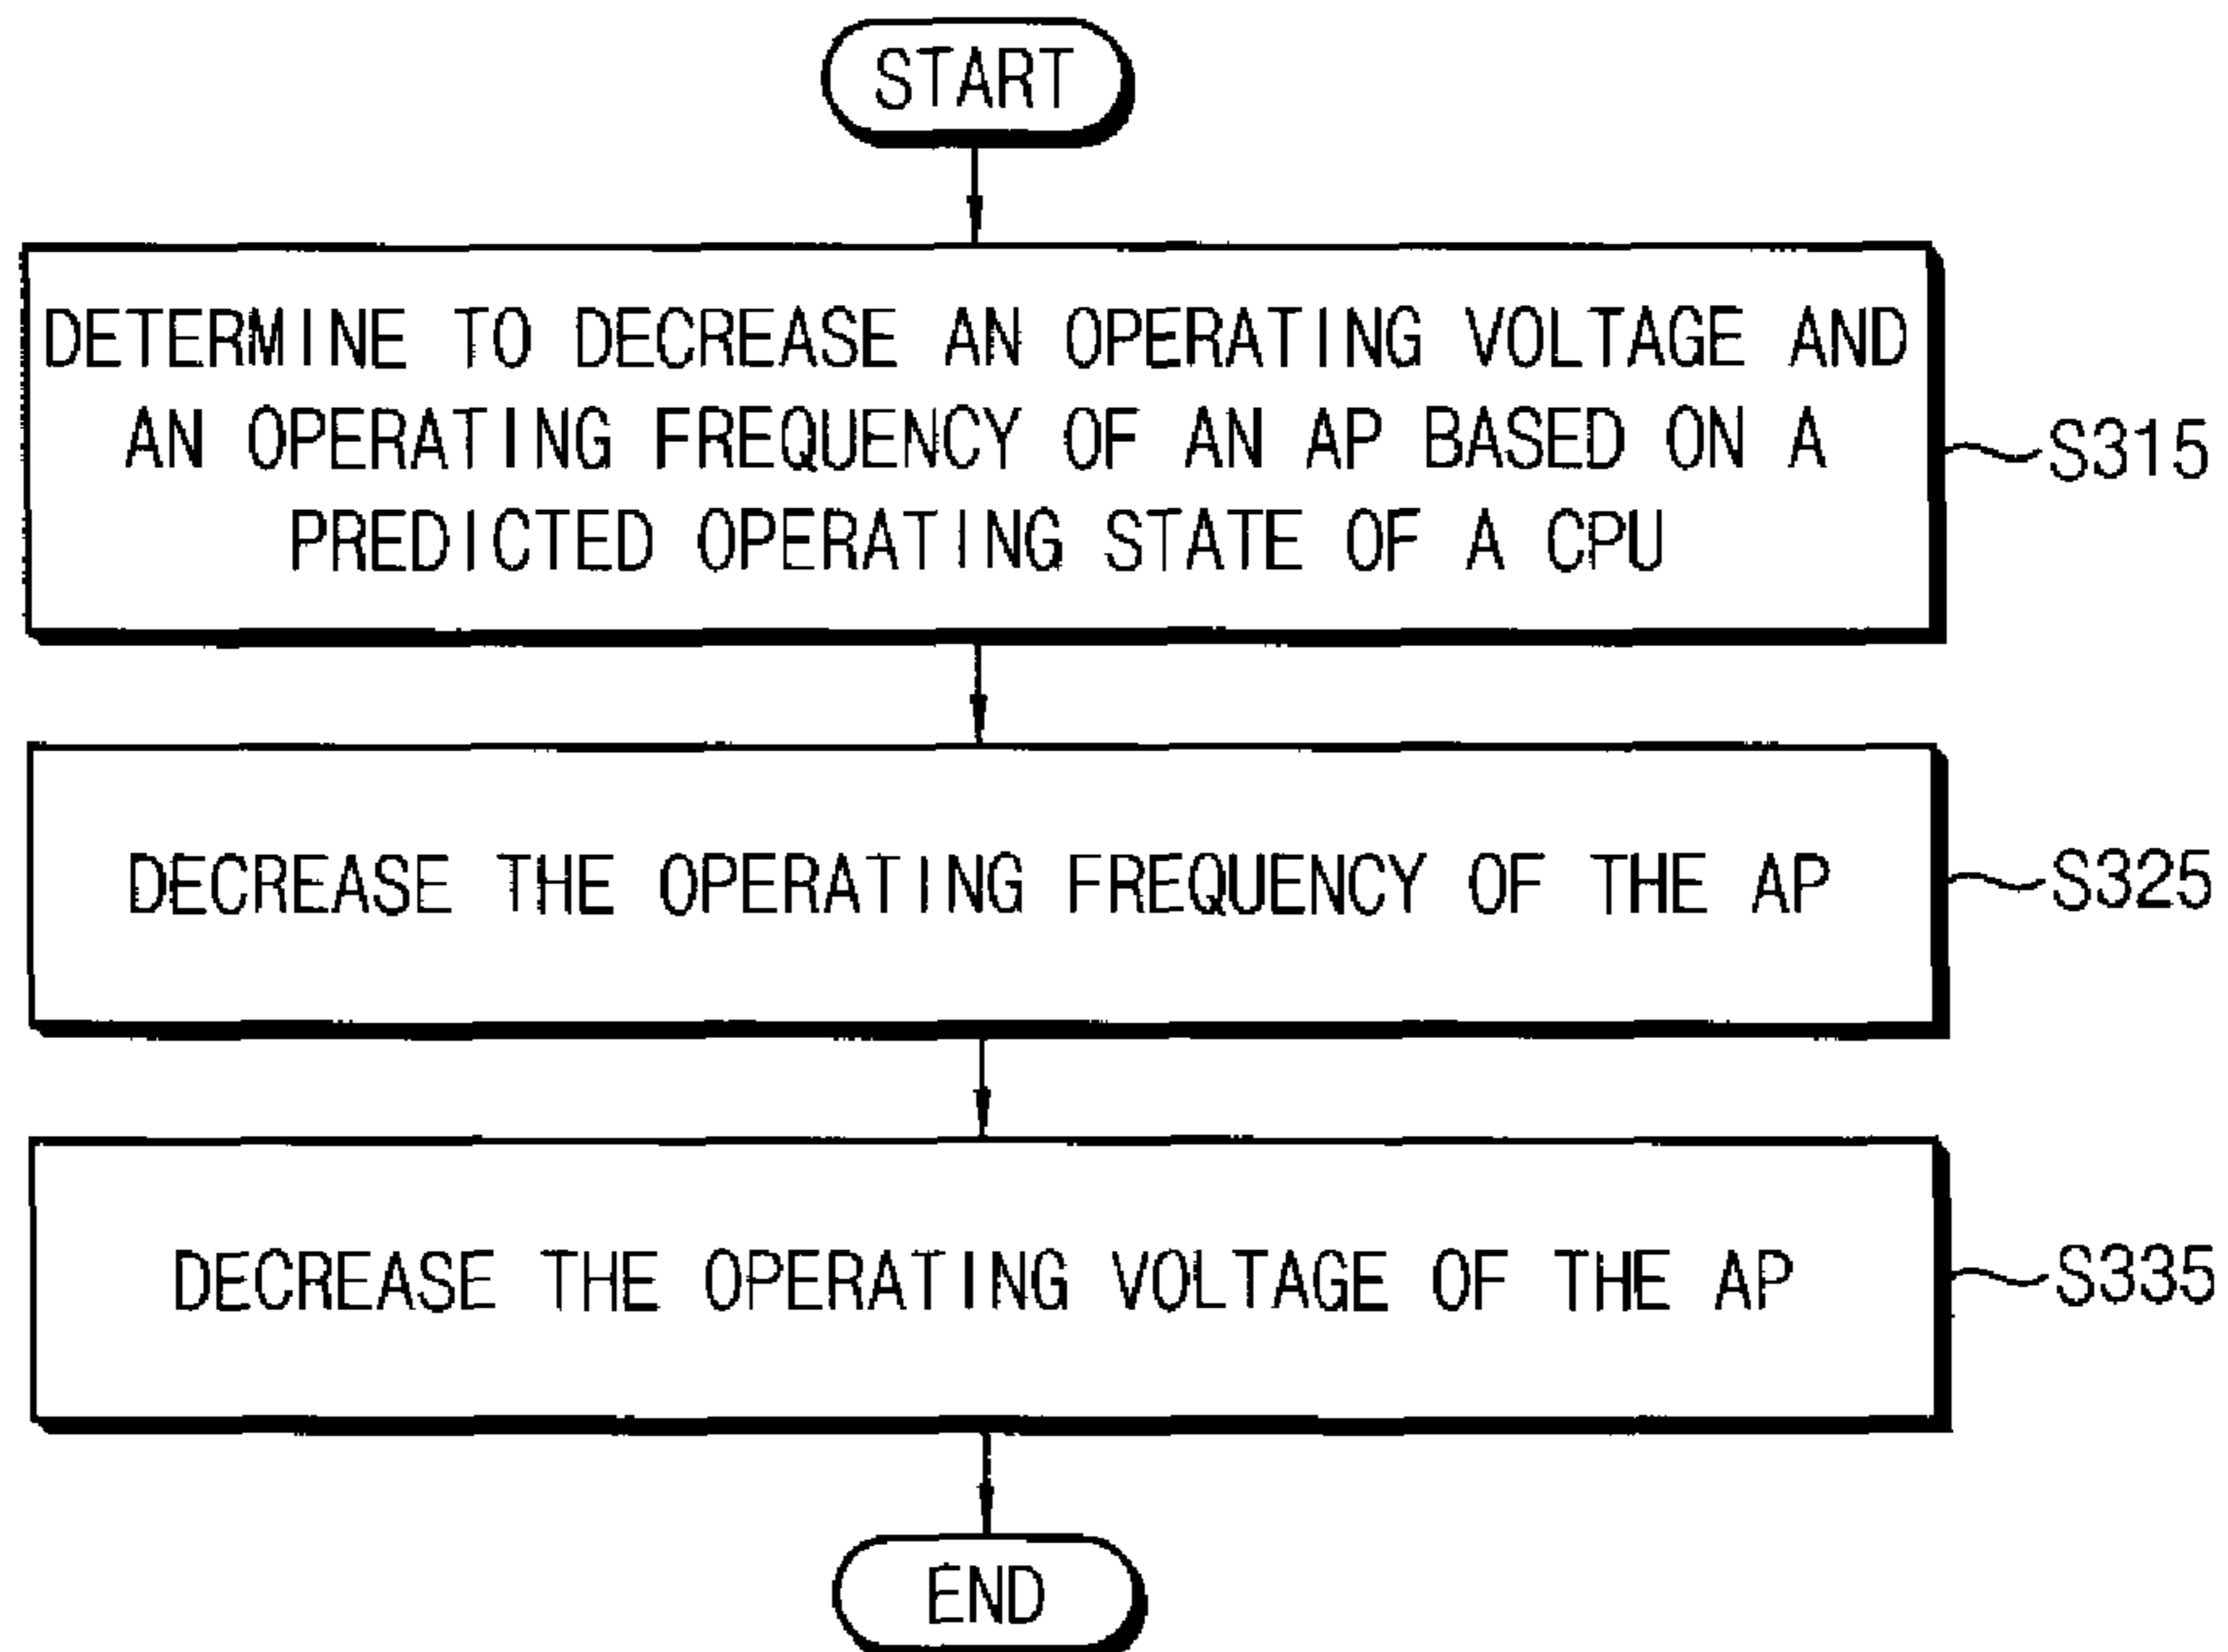 START
DETERMINE TO DECREASE AN OPERATING VOLTAGE AND
AN OPERATING FREQUENCY OF AN AP BASED ON A
PREDICTED OPERATING STATE OF A CPU
S315
DECREASE THE OPERATING FREQUENCY OF THE AP
S325
DECREASE THE OPERATING VOLTAGE OF THE AP
S335
END